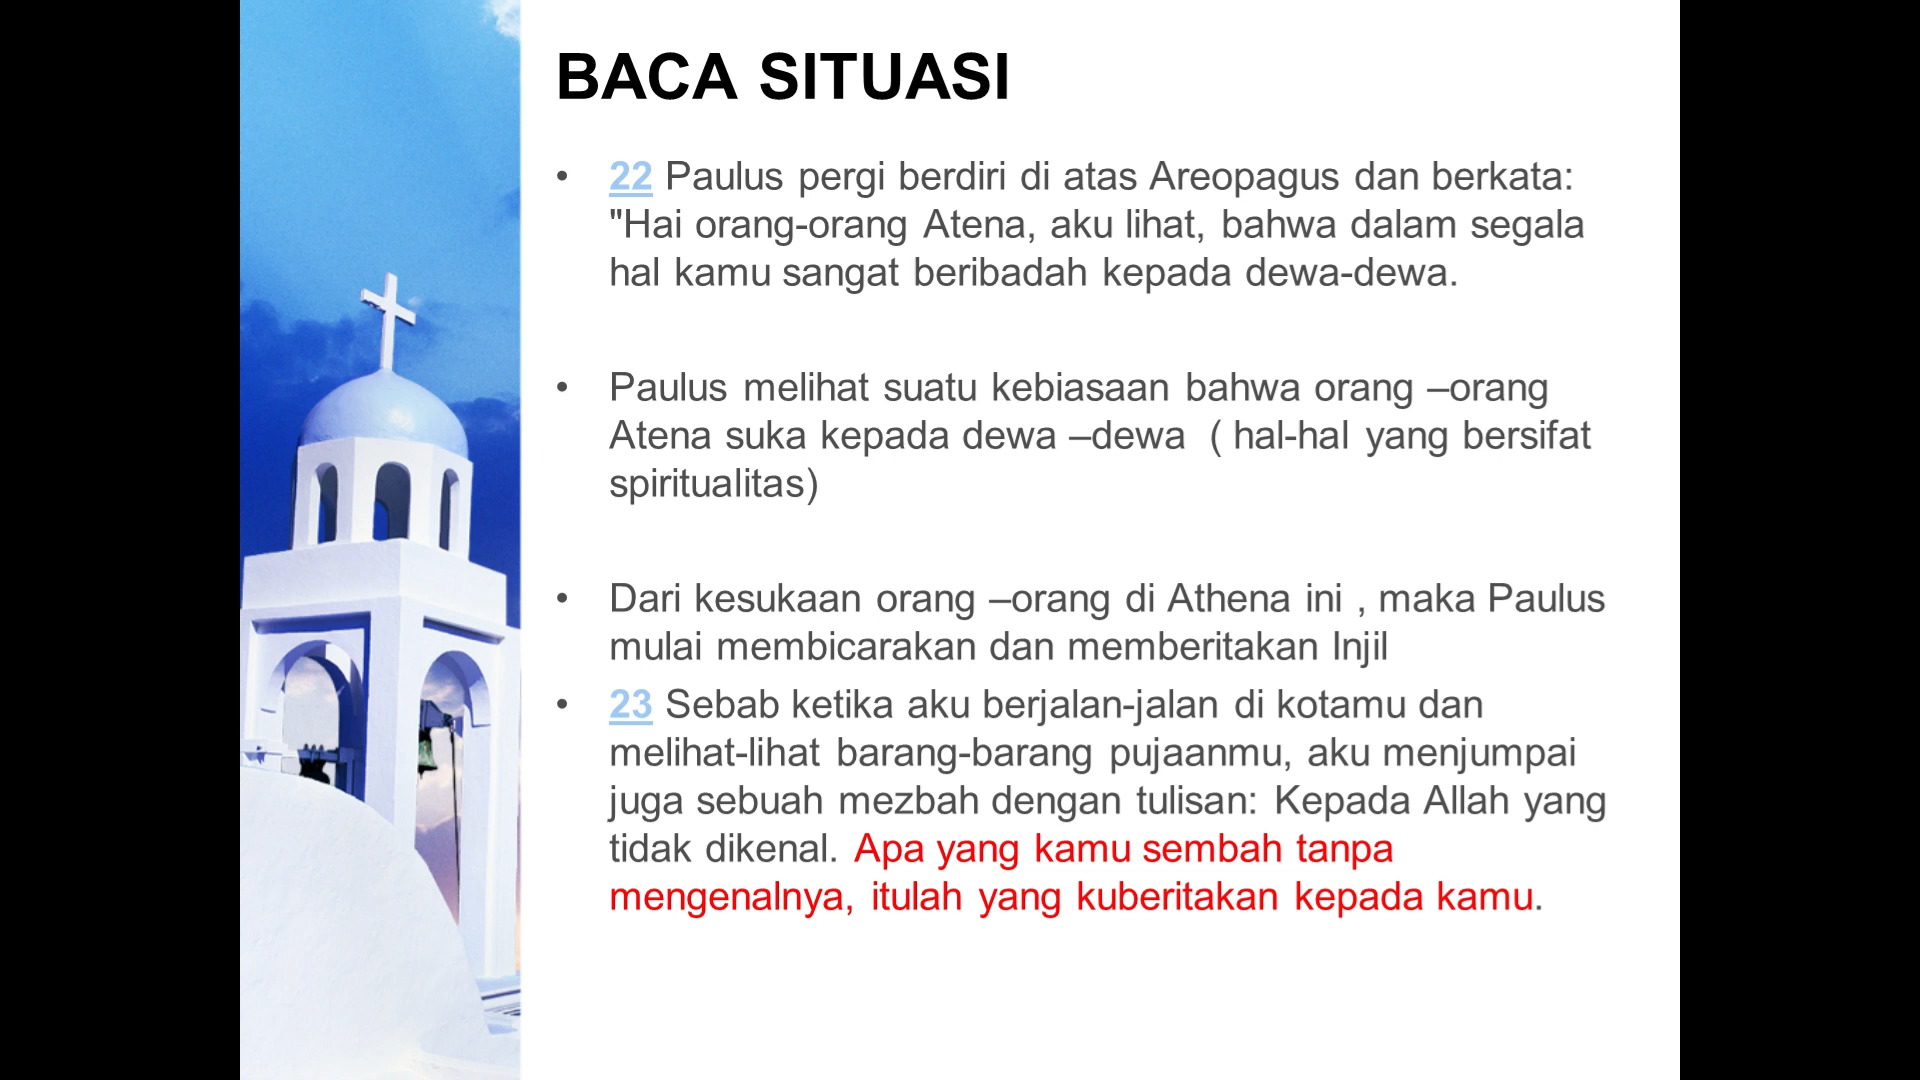 BACA SITUASI
• 22 Paulus pergi berdiri di atas Areopagus dan berkata:
"Hai orang-orang Atena, aku lihat, bahwa dalam segala
hal kamu sangat beribadah kepada dewa-dewa.
• Paulus melihat suatu kebiasaan bahwa orang –orang
Atena suka kepada dewa –dewa ( hal-hal yang bersifat
spiritualitas)
• Dari kesukaan orang –orang di Athena ini , maka Paulus
mulai membicarakan dan memberitakan Injil
• 23 Sebab ketika aku berjalan-jalan di kotamu dan
melihat-lihat barang-barang pujaanmu, aku menjumpai
juga sebuah mezbah dengan tulisan: Kepada Allah yang
tidak dikenal. Apa yang kamu sembah tanpa
mengenalnya, itulah yang kuberitakan kepada kamu.